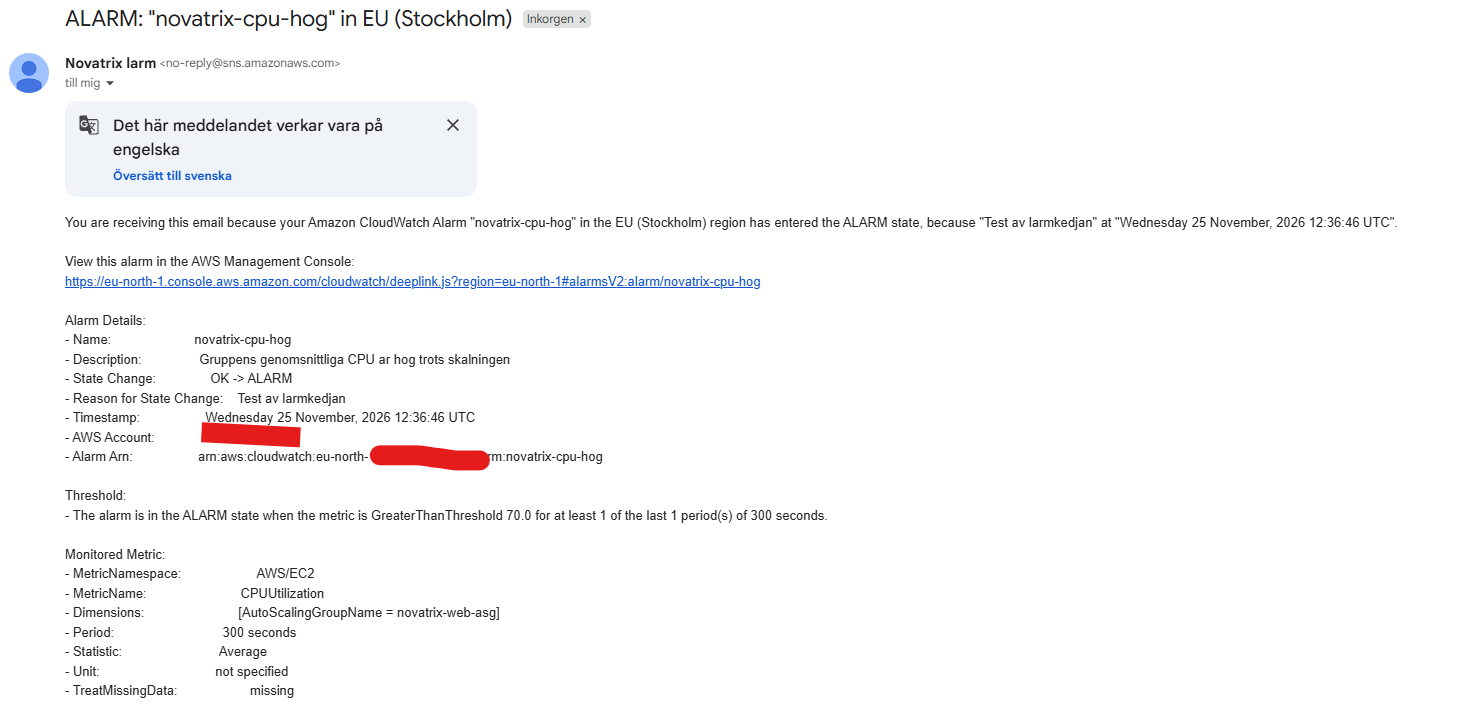 ALARM: "novatrix-cpu-hog" in EU (Stockholm) Inkorgen ×
Novatrix larm <no-reply@sns.amazonaws.com>
till mig
Det här meddelandet verkar vara på
engelska
Översätt till svenska
You are receiving this email because your Amazon CloudWatch Alarm "novatrix-cpu-hog" in the EU (Stockholm) region has entered the ALARM state, because "Test av larmkedjan" at "Wednesday 25 November, 2026 12:36:46 UTC".
View this alarm in the AWS Management Console:
https://eu-north-1.console.aws.amazon.com/cloudwatch/deeplink.js?region=eu-north-1#alarmsV2:alarm/novatrix-cpu-hog
Alarm Details:
- Name: novatrix-cpu-hog
- Description: Gruppens genomsnittliga CPU ar hog trots skalningen
- State Change: OK -> ALARM
- Reason for State Change: Test av larmkedjan
- Timestamp: Wednesday 25 November, 2026 12:36:46 UTC
- AWS Account:
- Alarm Arn: arn:aws:cloudwatch:eu-north- rm:novatrix-cpu-hog
Threshold:
- The alarm is in the ALARM state when the metric is GreaterThanThreshold 70.0 for at least 1 of the last 1 period(s) of 300 seconds.
Monitored Metric:
- MetricNamespace: AWS/EC2
- MetricName: CPUUtilization
- Dimensions: [AutoScalingGroupName = novatrix-web-asg]
- Period: 300 seconds
- Statistic: Average
- Unit: not specified
- TreatMissingData: missing